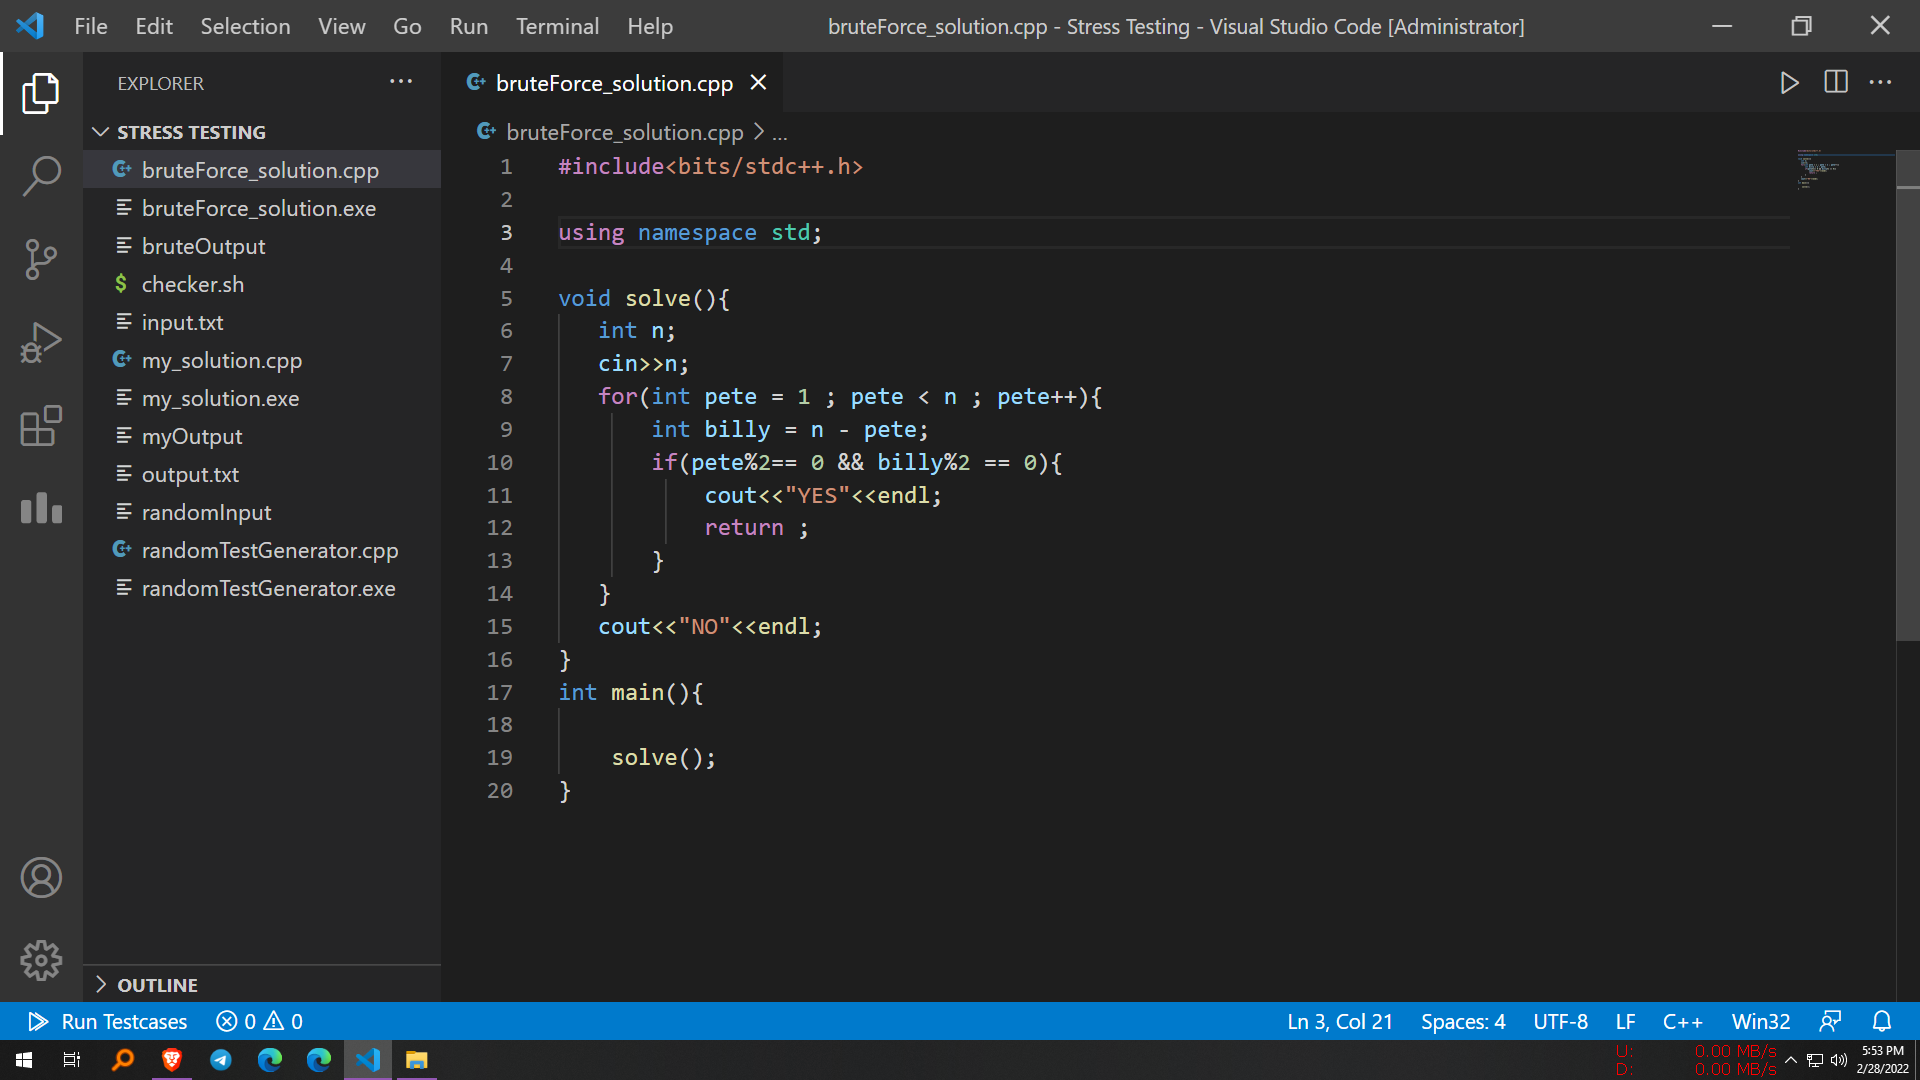 File Edit Selection View Go Run Terminal Help bruteForce_solution.cpp - Stress Testing - Visual Studio Code [Administrator]
EXPLORER
STRESS TESTING
bruteForce_solution.cpp
bruteForce_solution.exe
bruteOutput
checker.sh
input.txt
my_solution.cpp
my_solution.exe
myOutput
output.txt
randomInput
randomTestGenerator.cpp
randomTestGenerator.exe
OUTLINE
bruteForce_solution.cpp
bruteForce_solution.cpp > ...
1 #include<bits/stdc++.h>
2
3 using namespace std;
4
5 void solve(){
6 int n;
7 cin>>n;
8 for(int pete = 1 ; pete < n ; pete++){
9 int billy = n - pete;
10 if(pete%2== 0 && billy%2 == 0){
11 cout<<"YES"<<endl;
12 return ;
13 }
14 }
15 cout<<"NO"<<endl;
16 }
17 int main(){
18
19 solve();
20 }
Run Testcases 0 0 Ln 3, Col 21 Spaces: 4 UTF-8 LF C++ Win32
U: 0.00 MB/s
D: 0.00 MB/s
5:53 PM
2/28/2022